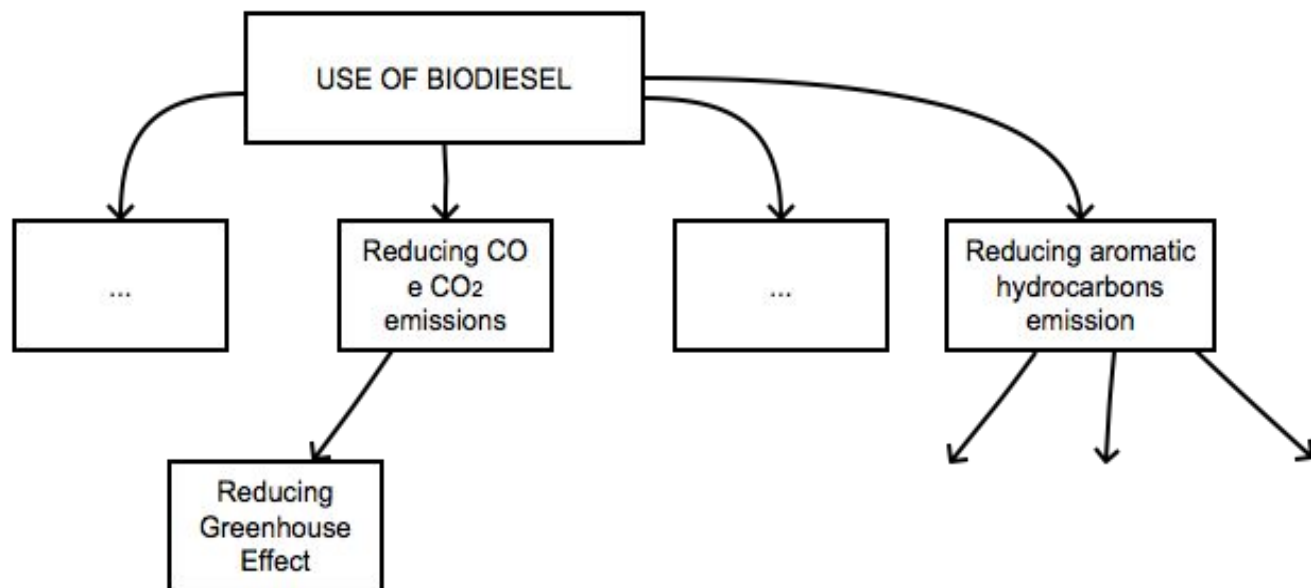 USE OF BIODIESEL
...
Reducing CO
e CO₂
emissions
...
Reducing aromatic
hydrocarbons
emission
Reducing
Greenhouse
Effect